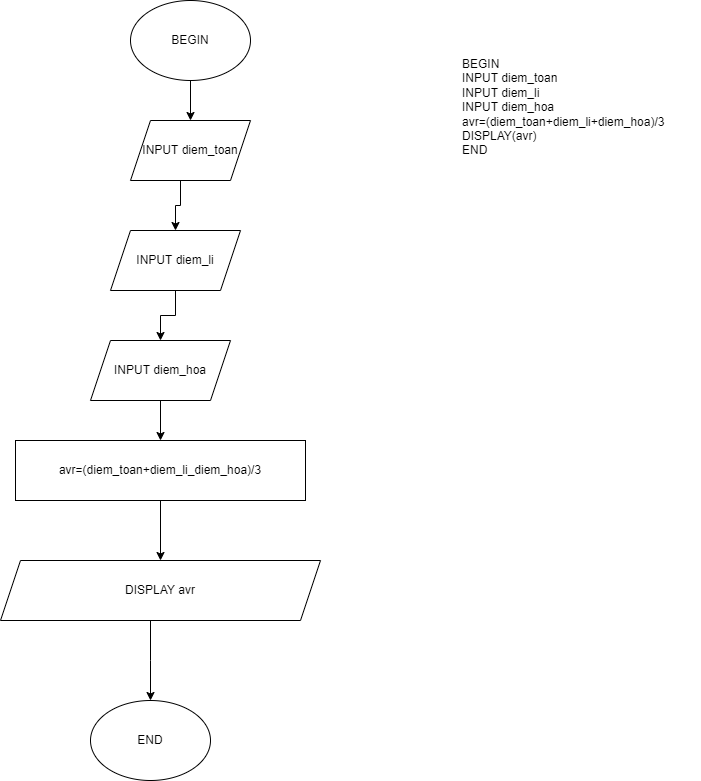 BEGIN
INPUT diem_toan
INPUT diem_li
INPUT diem_hoa
avr=(diem_toan+diem_li_diem_hoa)/3
DISPLAY avr
END
BEGIN
INPUT diem_toan
INPUT diem_li
INPUT diem_hoa
avr=(diem_toan+diem_li+diem_hoa)/3
DISPLAY(avr)
END